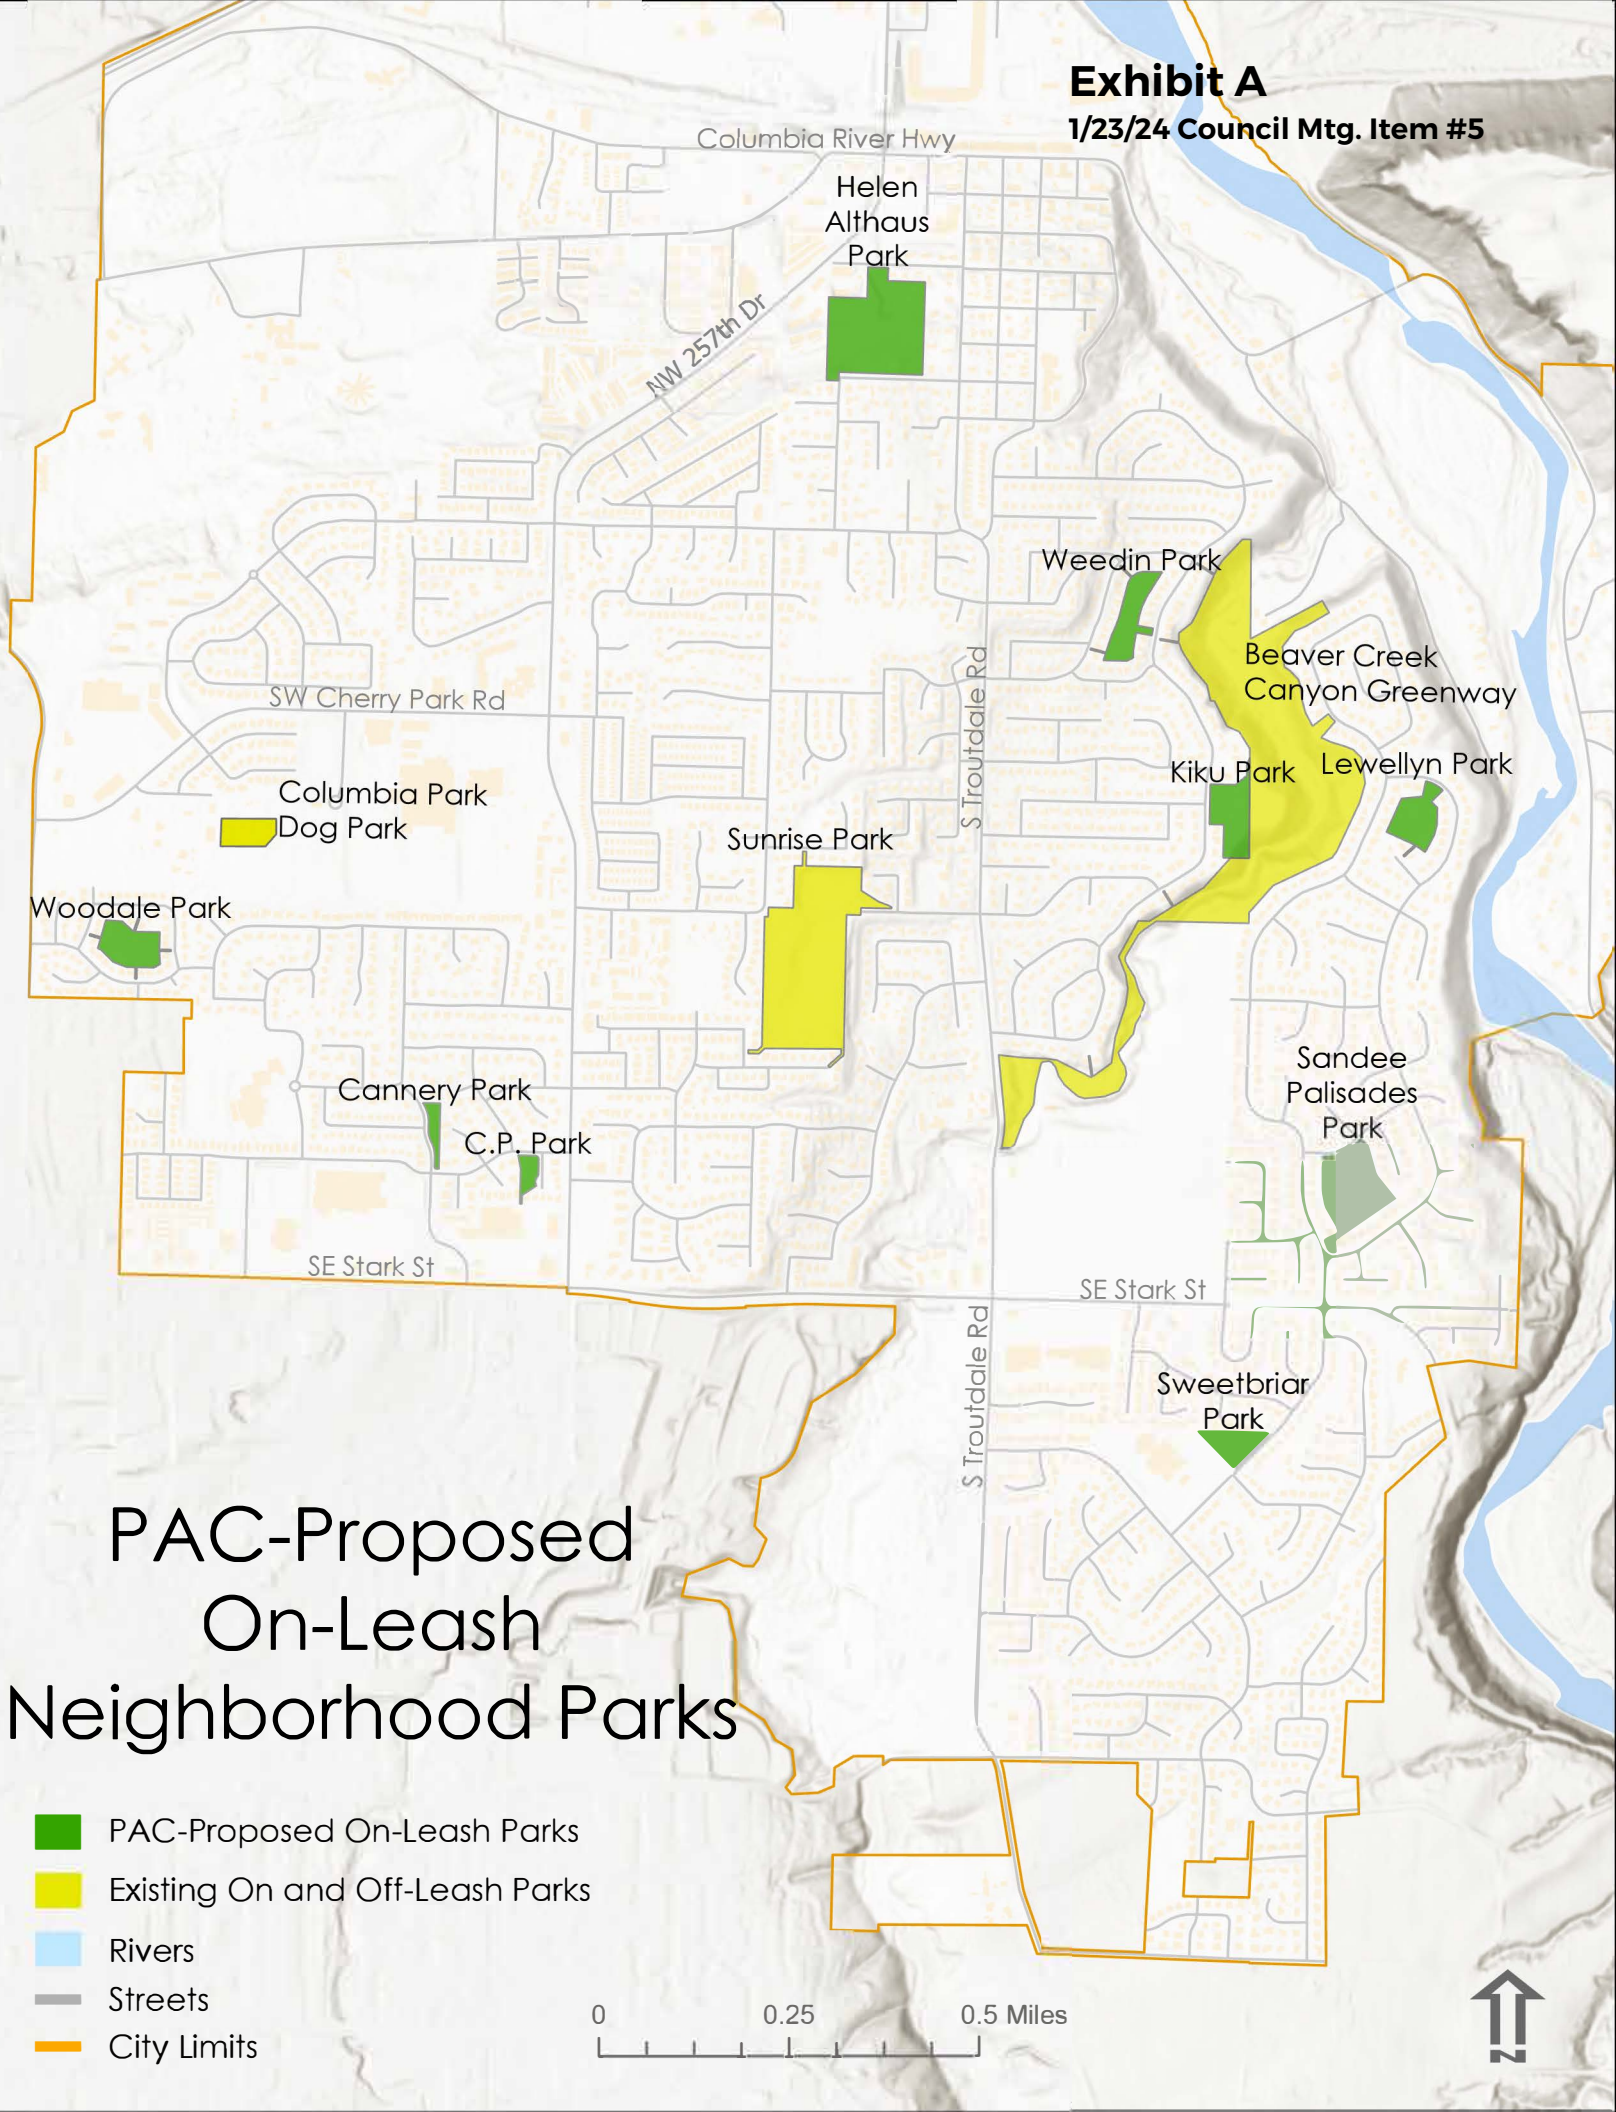 Exhibit A
1/23/24 Council Mtg. Item #5
Columbia River Hwy
Helen
Althaus
Park
NW 257th Dr
Weedin Park
Beaver Creek
Canyon Greenway
S Troutdale Rd
SW Cherry Park Rd
Kiku Park
Lewellyn Park
Columbia Park
Dog Park
Sunrise Park
Woodale Park
Sandee
Palisades
Park
Cannery Park
C.P. Park
SE Stark St
SE Stark St
S Troutdale Rd
Sweetbriar
Park
PAC-Proposed
On-Leash
Neighborhood Parks
PAC-Proposed On-Leash Parks
Existing On and Off-Leash Parks
Rivers
Streets
City Limits
0 0.25 0.5 Miles
N